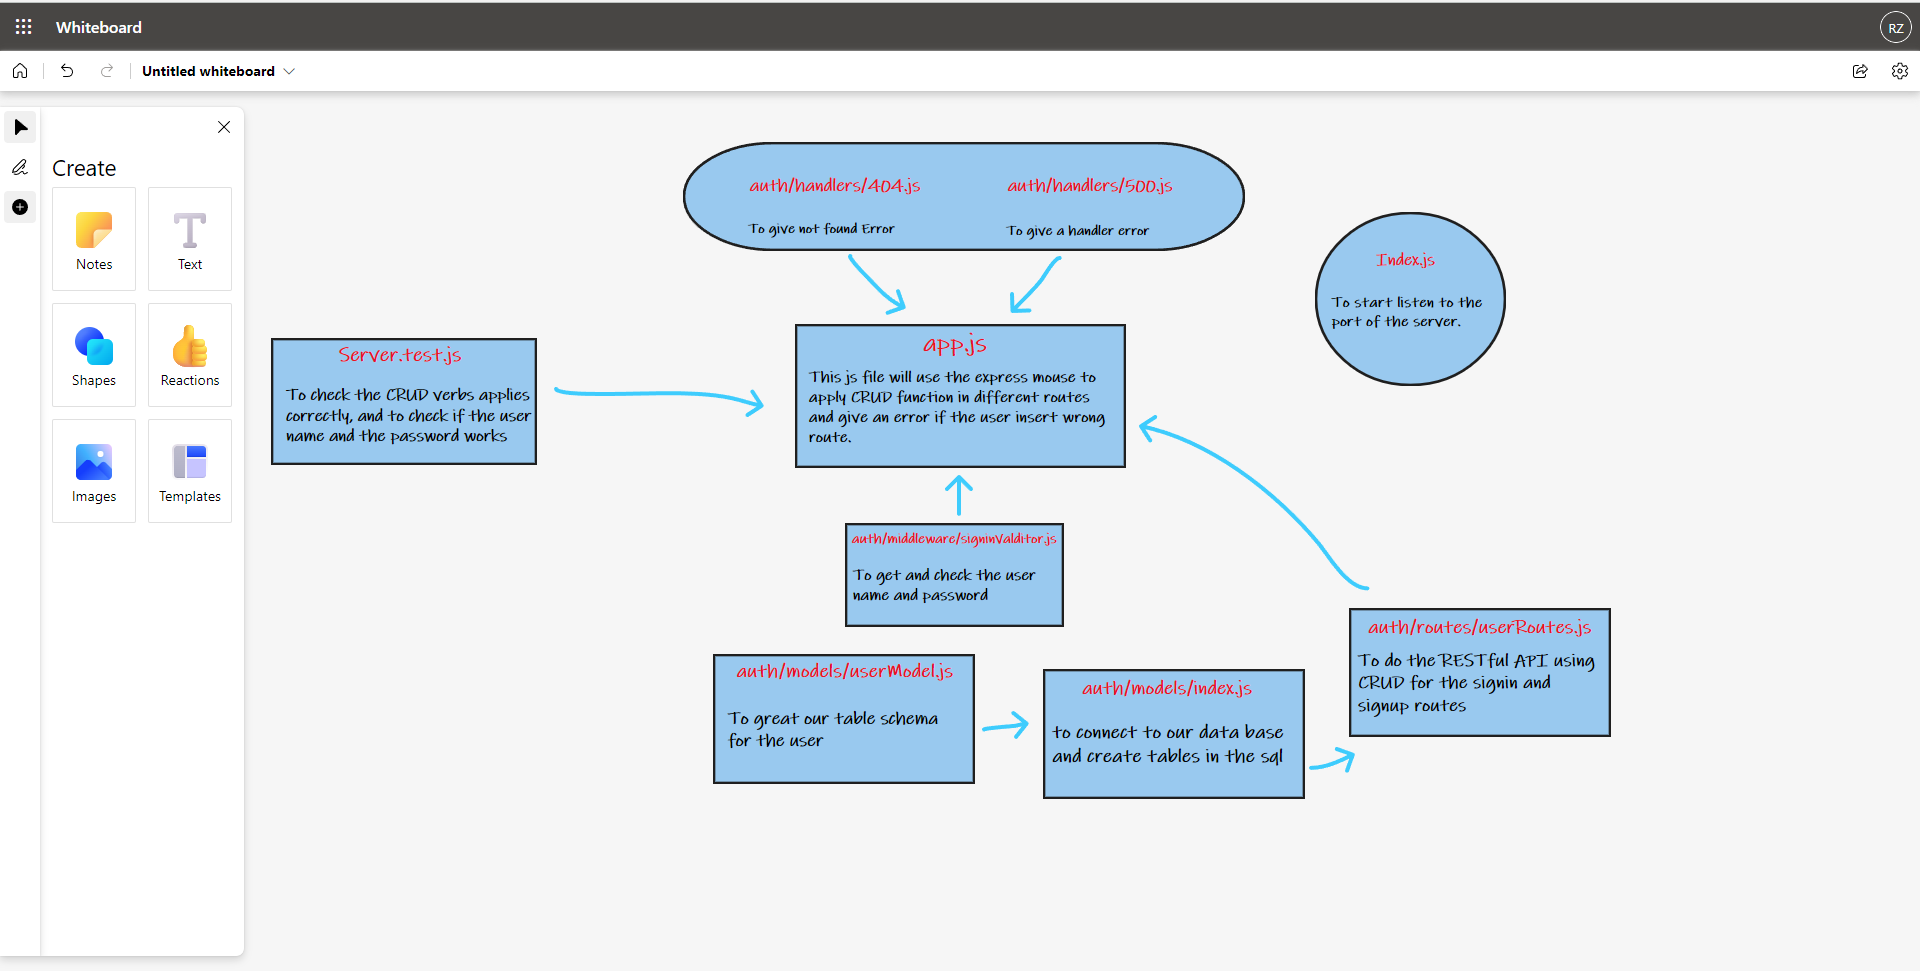 Whiteboard
RZ
Untitled whiteboard
Create
Notes
Text
Shapes
Reactions
Images
Templates
auth/handlers/404.js
To give not found Error
auth/handlers/500.js
To give a handler error
Index.js
To start listen to the
port of the server.
Server.test.js
To check the CRUD verbs applies
correctly, and to check if the user
name and the password works
app.js
This js file will use the express mouse to
apply CRUD function in different routes
and give an error if the user insert wrong
route.
auth/middleware/signinValditor.js
To get and check the user
name and password
auth/models/userModel.js
To great our table schema
for the user
auth/models/index.js
to connect to our data base
and create tables in the sql
auth/routes/userRoutes.js
To do the RESTful API using
CRUD for the signin and
signup routes